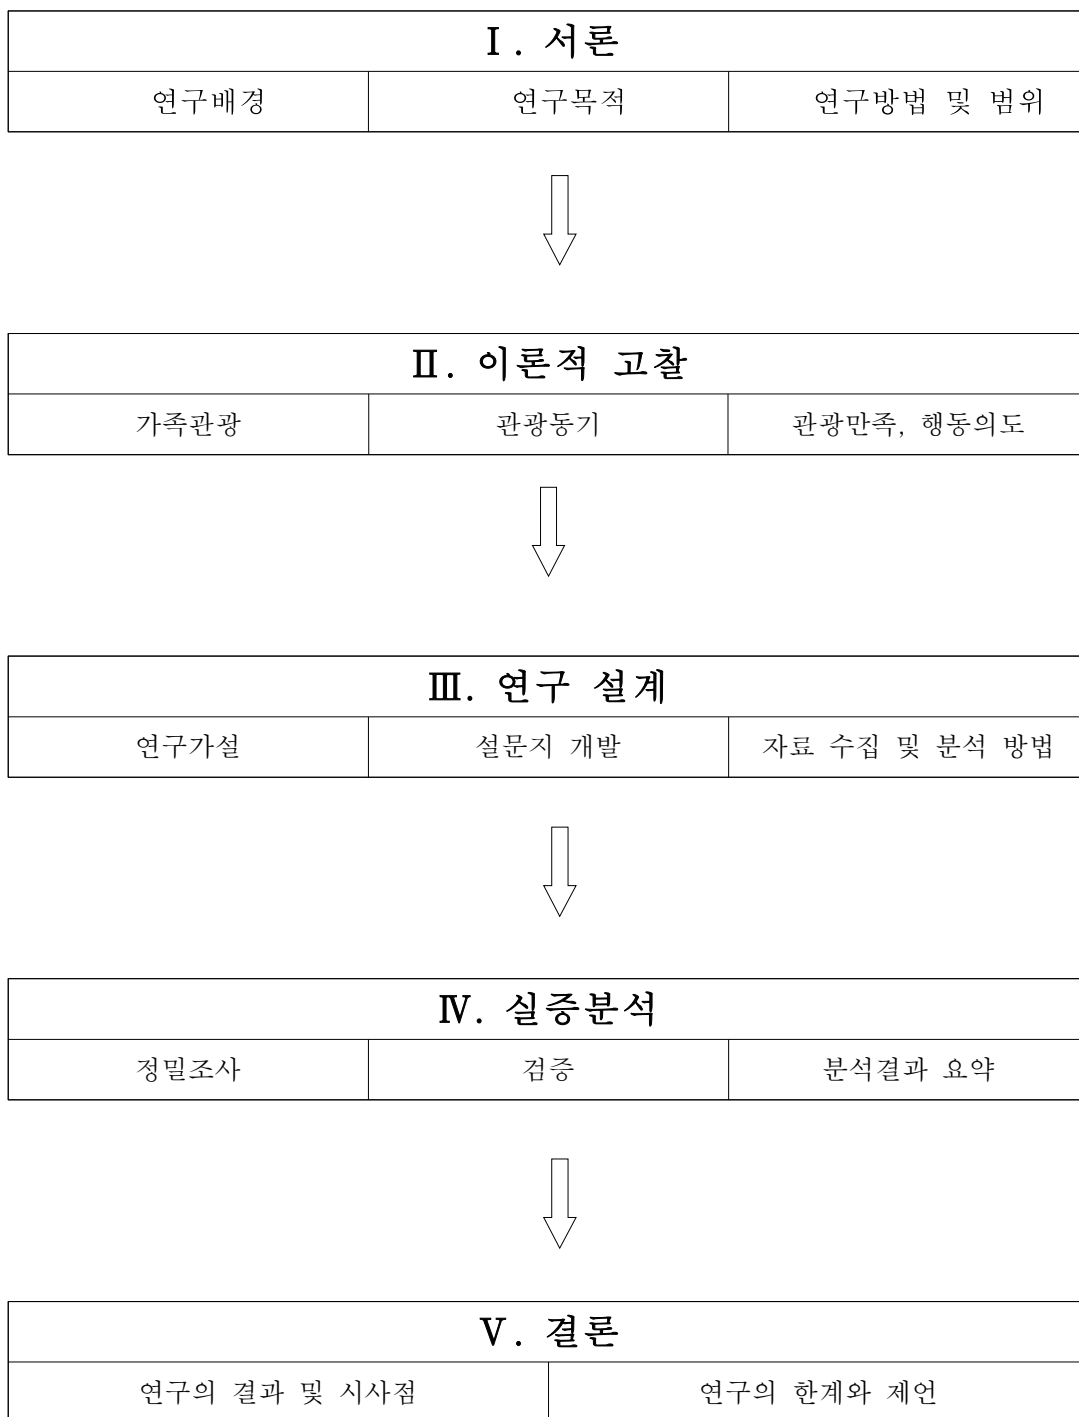 Ⅰ. 서론
연구배경 연구목적 연구방법 및 범위
Ⅱ. 이론적 고찰
가족관광 관광동기 관광만족, 행동의도
Ⅲ. 연구 설계
연구가설 설문지 개발 자료 수집 및 분석 방법
Ⅳ. 실증분석
정밀조사 검증 분석결과 요약
Ⅴ. 결론
연구의 결과 및 시사점 연구의 한계와 제언